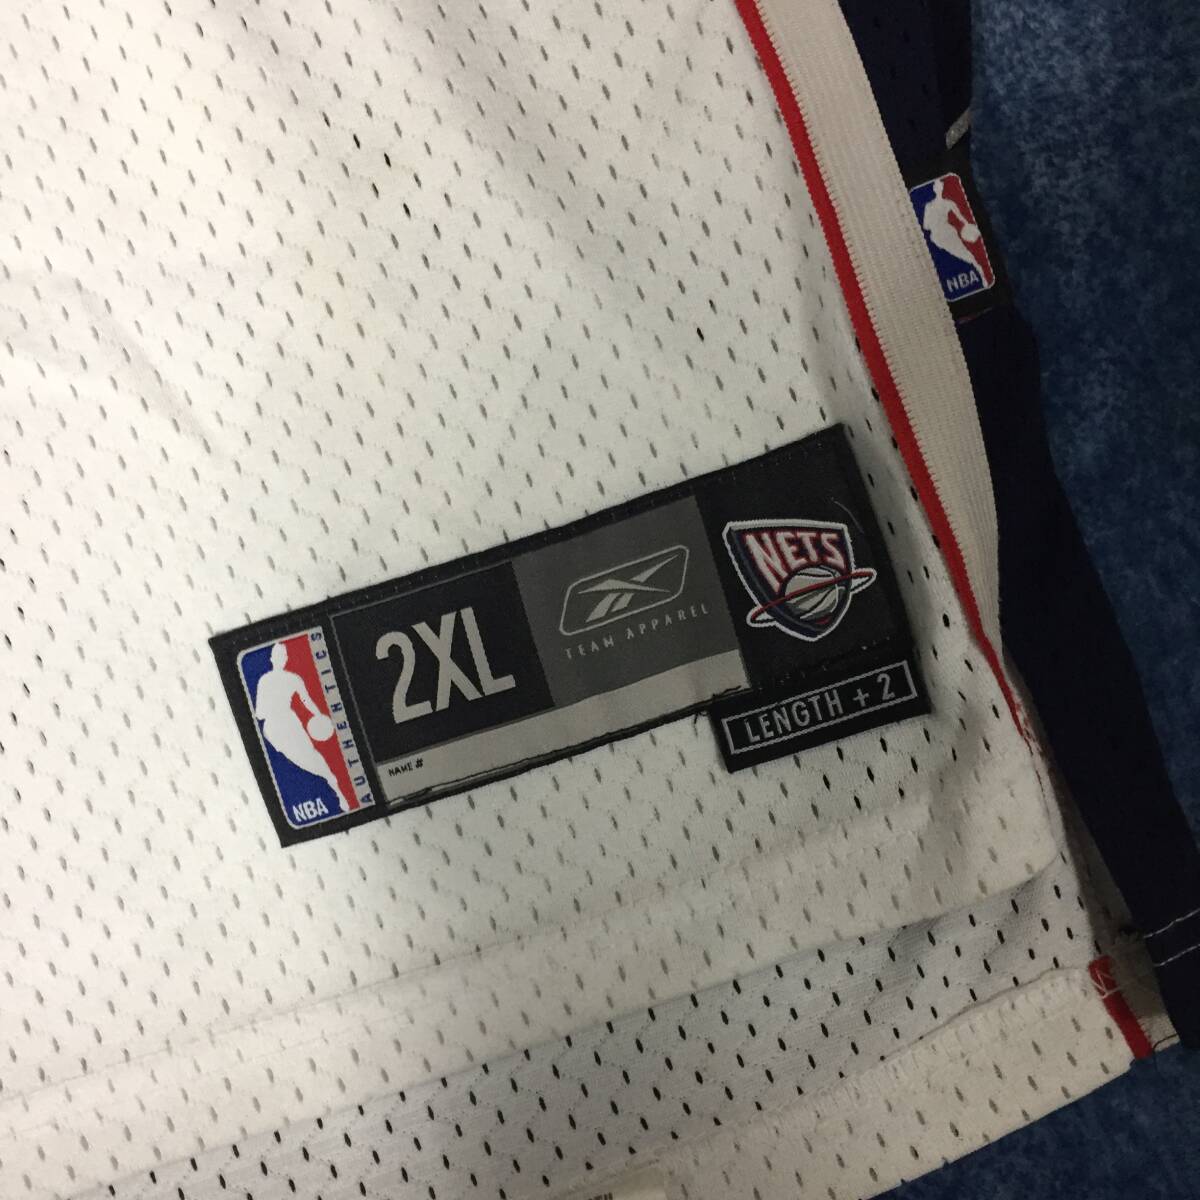 NBA
NBA
AUTHENTICS
2XL
TEAM APPAREL
NETS
NAME #
LENGTH + 2